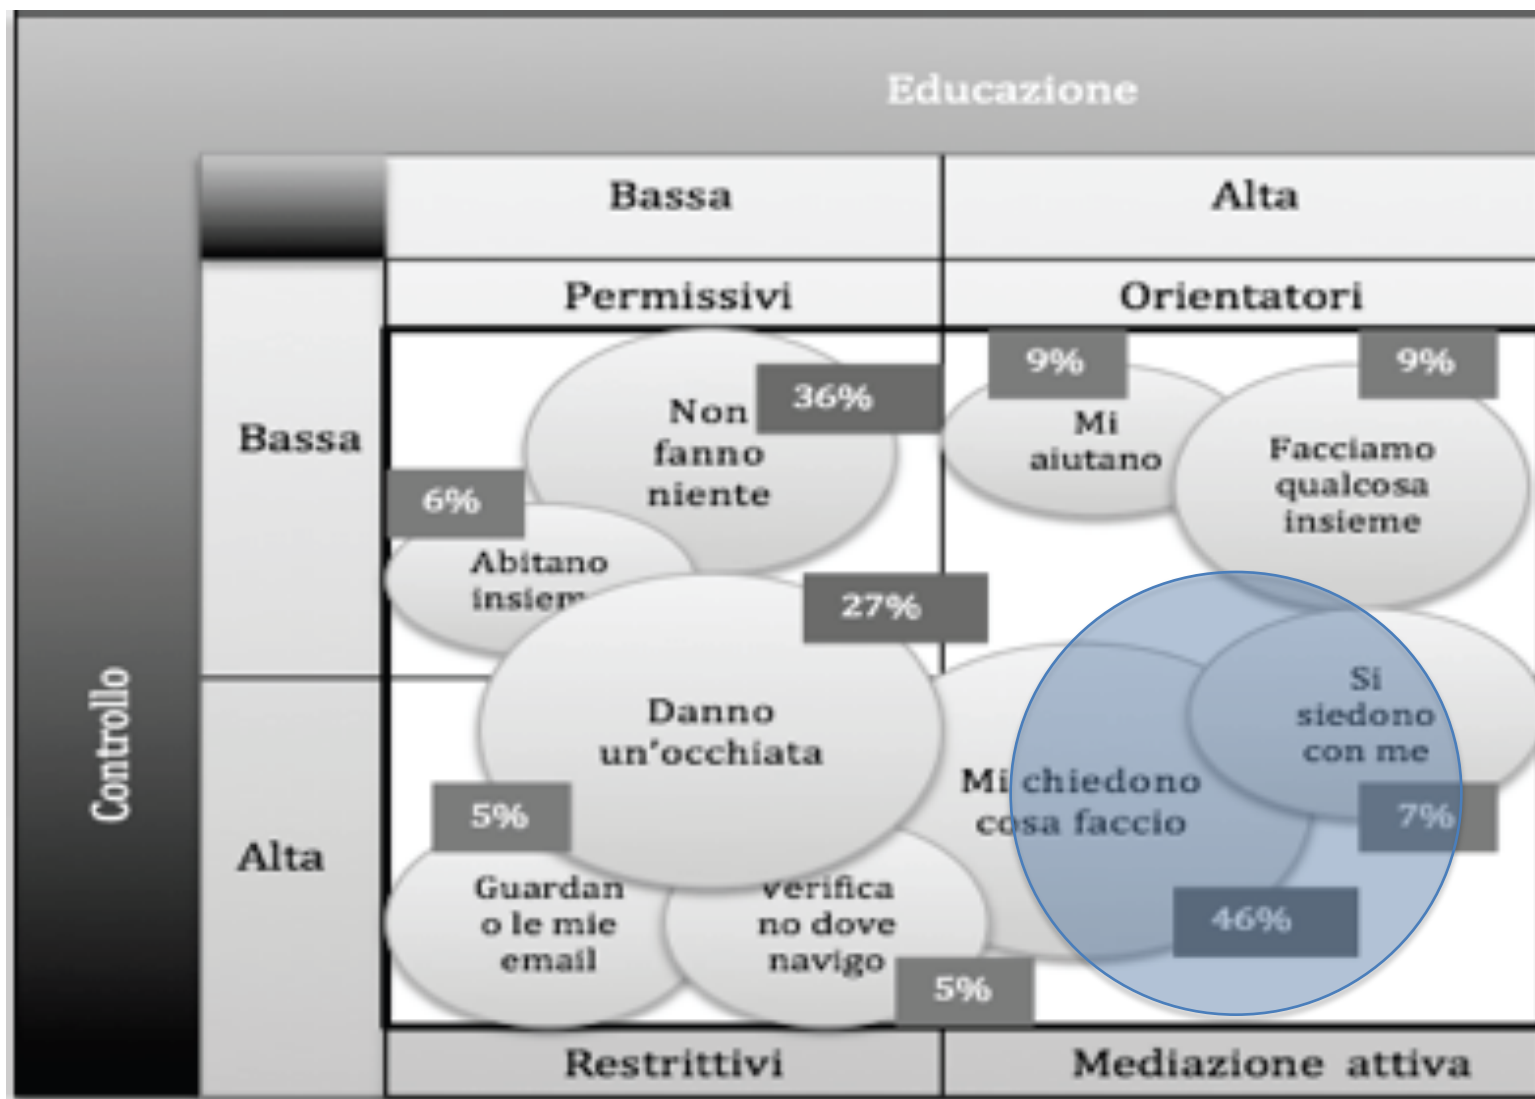 Educazione
Bassa
Alta
Permissivi
Orientatori
Bassa
36%
Non
fanno
niente
9%
Mi
aiutano
9%
Facciamo
qualcosa
insieme
6%
Abitano
insiem
27%
Danno
un'occhiata
Controllo
Alta
Mi chiedono
cosa faccio
46%
Si
siedono
con me
7%
5%
Guardan
o le mie
email
verifica
no dove
navigo
5%
Restrittivi
Mediazione attiva